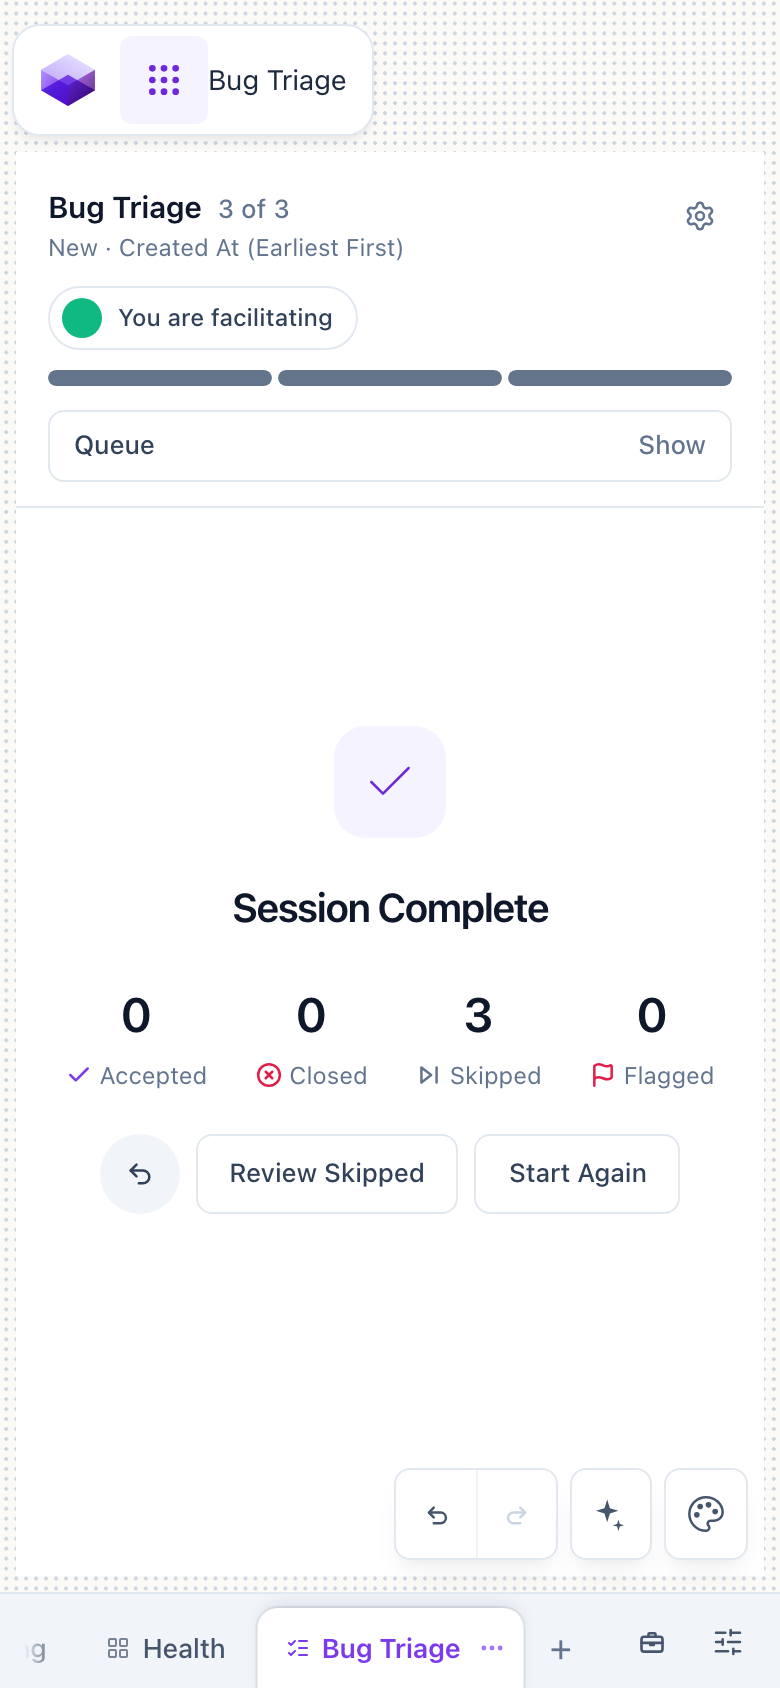 Bug Triage
Bug Triage 3 of 3
New · Created At (Earliest First)
You are facilitating
Queue Show
Session Complete
0 0 3 0
Accepted Closed Skipped Flagged
Review Skipped Start Again
g Health Bug Triage